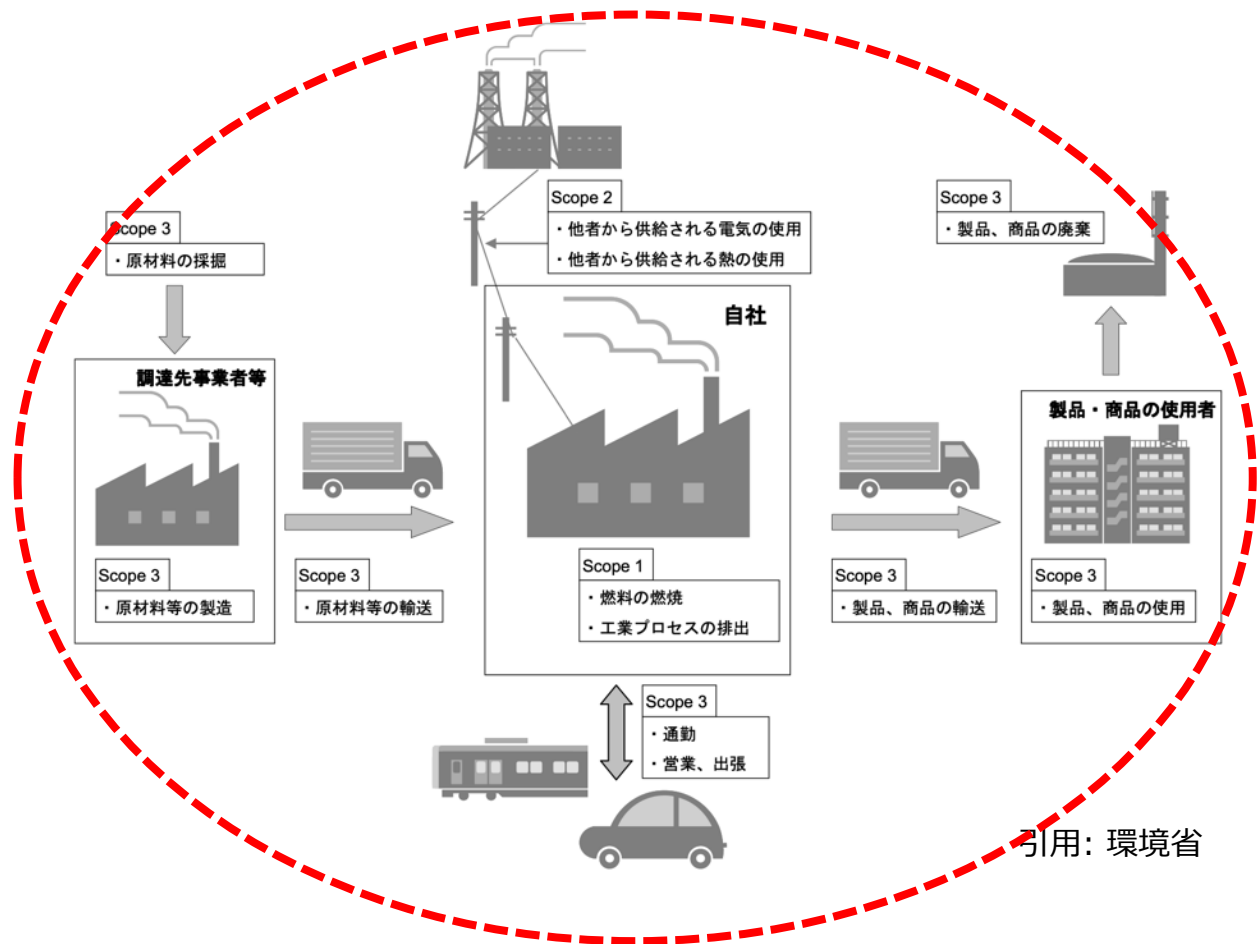 Scope 2
・他者から供給される電気の使用
・他者から供給される熱の使用
Scope 3
・製品、商品の廃棄
Scope 3
・原材料の採掘
自社
調達先事業者等
製品・商品の使用者
Scope 3
・原材料等の製造
Scope 3
・原材料等の輸送
Scope 1
・燃料の燃焼
・工業プロセスの排出
Scope 3
・製品、商品の輸送
Scope 3
・製品、商品の使用
Scope 3
・通勤
・営業、出張
引用: 環境省